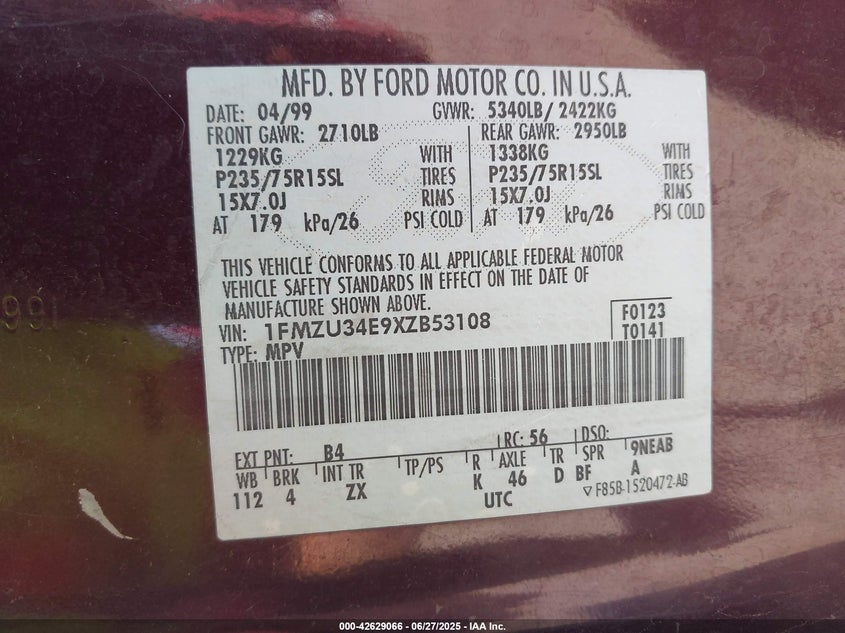 MFD. BY FORD MOTOR CO. IN U.S.A.
DATE: 04/99 GVWR: 5340LB/ 2422KG
FRONT GAWR: 2710LB REAR GAWR: 2950LB
1229KG WITH 1338KG WITH
P235/75R15SL TIRES P235/75R15SL TIRES
15X7.0J RIMS 15X7.0J RIMS
AT 179 kPa/26 PSI COLD AT 179 kPa/26 PSI COLD
THIS VEHICLE CONFORMS TO ALL APPLICABLE FEDERAL MOTOR
VEHICLE SAFETY STANDARDS IN EFFECT ON THE DATE OF
MANUFACTURE SHOWN ABOVE.
VIN: 1FMZU34E9XZB53108 F0123
TYPE: MPV T0141
EXT PNT: B4 RC: 56 DSO:
WB BRK INT TR TP/PS R AXLE TR SPR 9NEAB
112 4 ZX K 46 D BF A
UTC ▽ F85B-1520472-AB
000-42629066 - 06/27/2025 - IAA Inc.